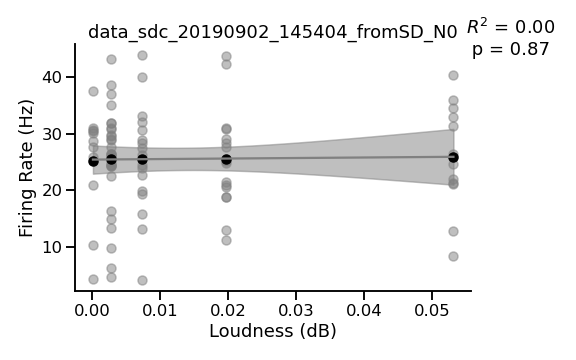 data_sdc_20190902_145404_fromSD_N0
R² = 0.00
p = 0.87
Firing Rate (Hz)
40
30
20
10
0.00 0.01 0.02 0.03 0.04 0.05
Loudness (dB)